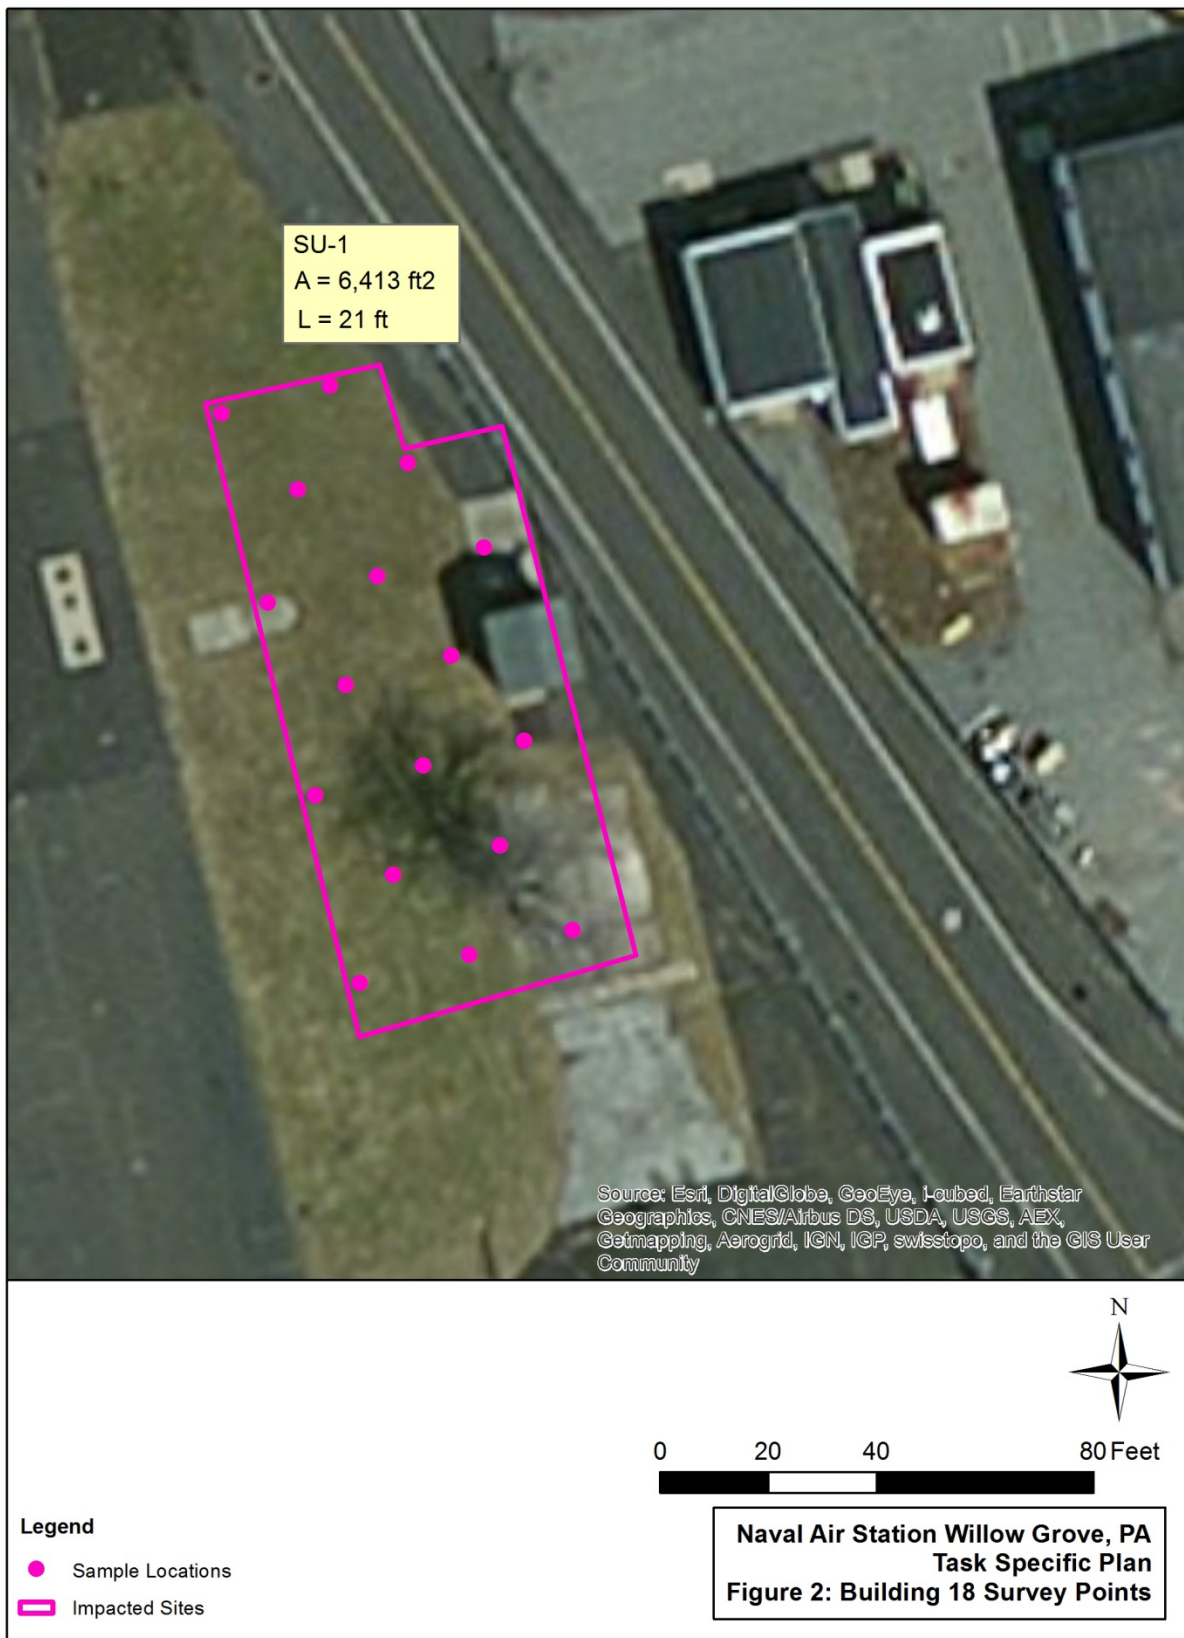 SU-1
A = 6,413 ft2
L = 21 ft
Source: Esri, DigitalGlobe, GeoEye, i-cubed, Earthstar
Geographics, CNES/Airbus DS, USDA, USGS, AEX,
Getmapping, Aerogrid, IGN, IGP, swisstopo, and the GIS User
Community
N
0 20 40 80 Feet
Legend
Sample Locations
Impacted Sites
Naval Air Station Willow Grove, PA
Task Specific Plan
Figure 2: Building 18 Survey Points